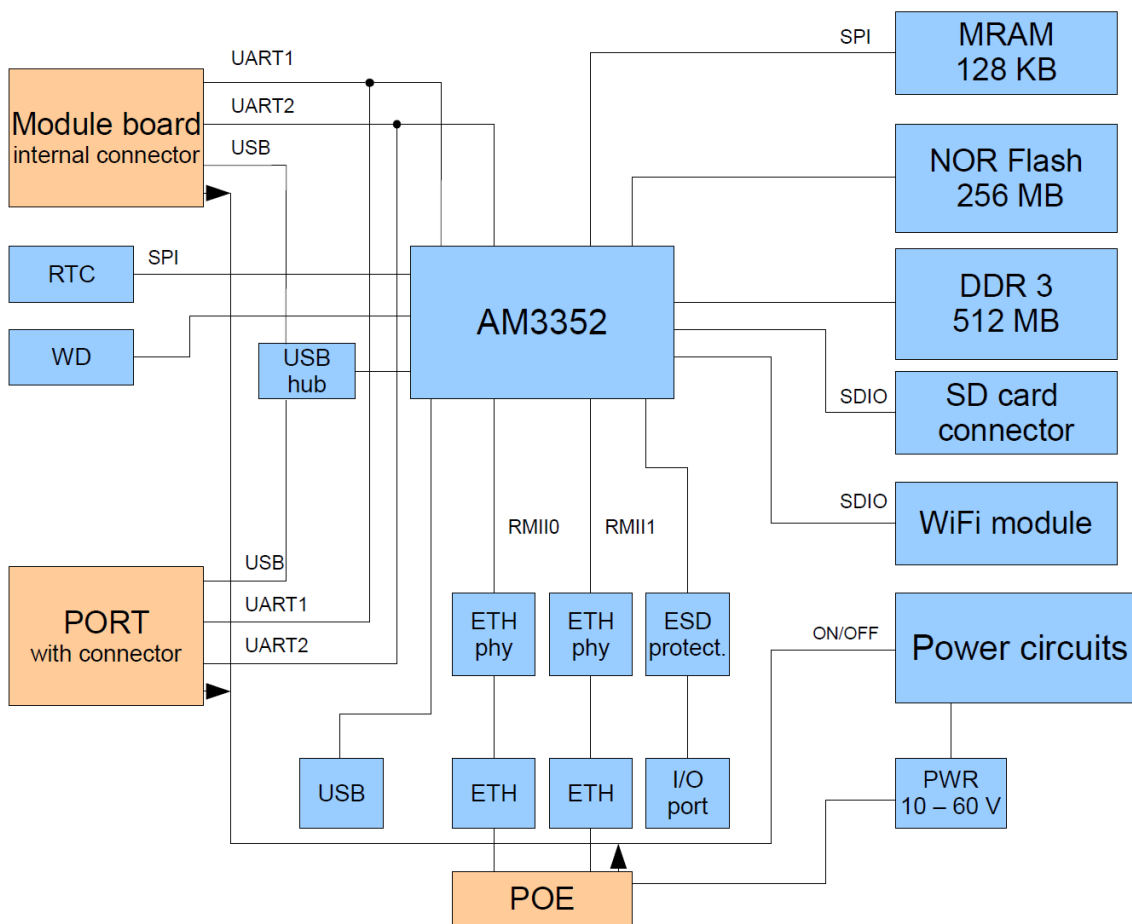 SPI
MRAM
128 KB
UART1
Module board
internal connector
UART2
USB
NOR Flash
256 MB
RTC
SPI
DDR 3
512 MB
AM3352
WD
USB
hub
SDIO
SD card
connector
SDIO
WiFi module
RMII0
RMII1
USB
PORT
with connector
UART1
UART2
ETH
phy
ETH
phy
ESD
protect.
ON/OFF
Power circuits
USB
ETH
ETH
I/O
port
PWR
10 – 60 V
POE